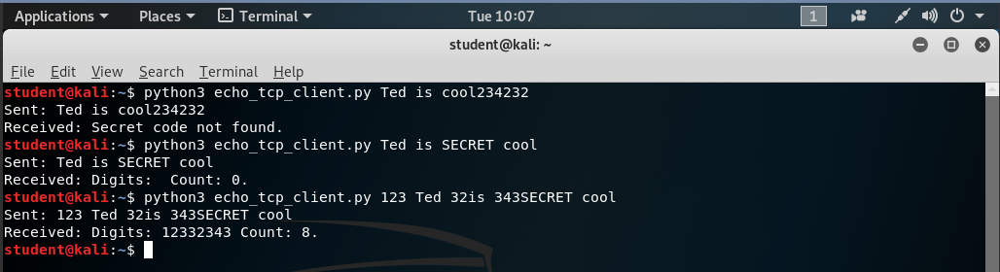 Applications Places Terminal Tue 10:07 1
student@kali: ~
File Edit View Search Terminal Help
student@kali:~$ python3 echo_tcp_client.py Ted is cool234232
Sent: Ted is cool234232
Received: Secret code not found.
student@kali:~$ python3 echo_tcp_client.py Ted is SECRET cool
Sent: Ted is SECRET cool
Received: Digits:  Count: 0.
student@kali:~$ python3 echo_tcp_client.py 123 Ted 32is 343SECRET cool
Sent: 123 Ted 32is 343SECRET cool
Received: Digits: 12332343 Count: 8.
student@kali:~$